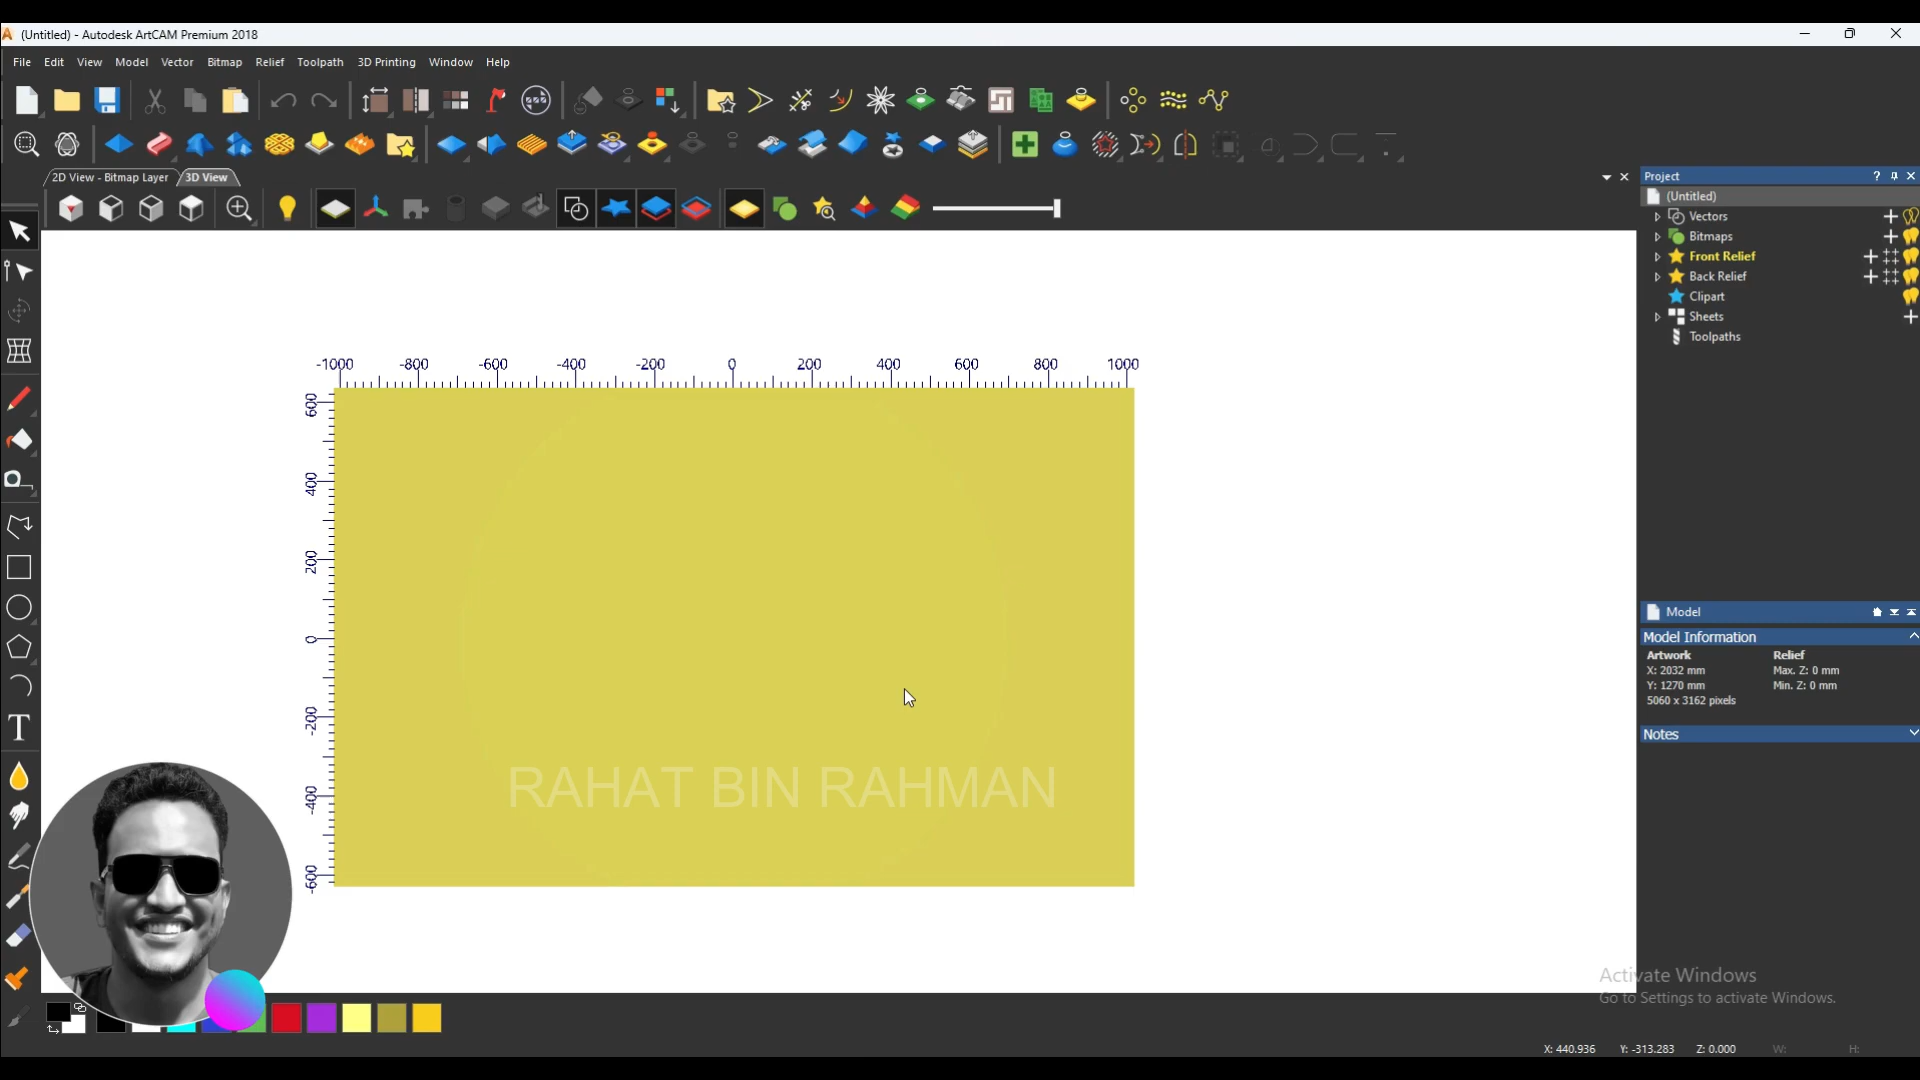 (Untitled) - Autodesk ArtCAM Premium 2018
File Edit View Model Vector Bitmap Relief Toolpath 3D Printing Window Help
2D View - Bitmap Layer 3D View
Project
(Untitled)
Vectors
Bitmaps
Front Relief
Back Relief
Clipart
Sheets
Toolpaths
-1000 -800 -600 -400 -200 0 200 400 600 800 1000
600
400
200
0
-200
-400
-600
RAHAT BIN RAHMAN
Model
Model Information
Artwork Relief
X: 2032 mm Max. Z: 0 mm
Y: 1270 mm Min. Z: 0 mm
5060 x 3162 pixels
Notes
Activate Windows
Go to Settings to activate Windows.
X: 440.936 Y: -313.283 Z: 0.000 W: H: